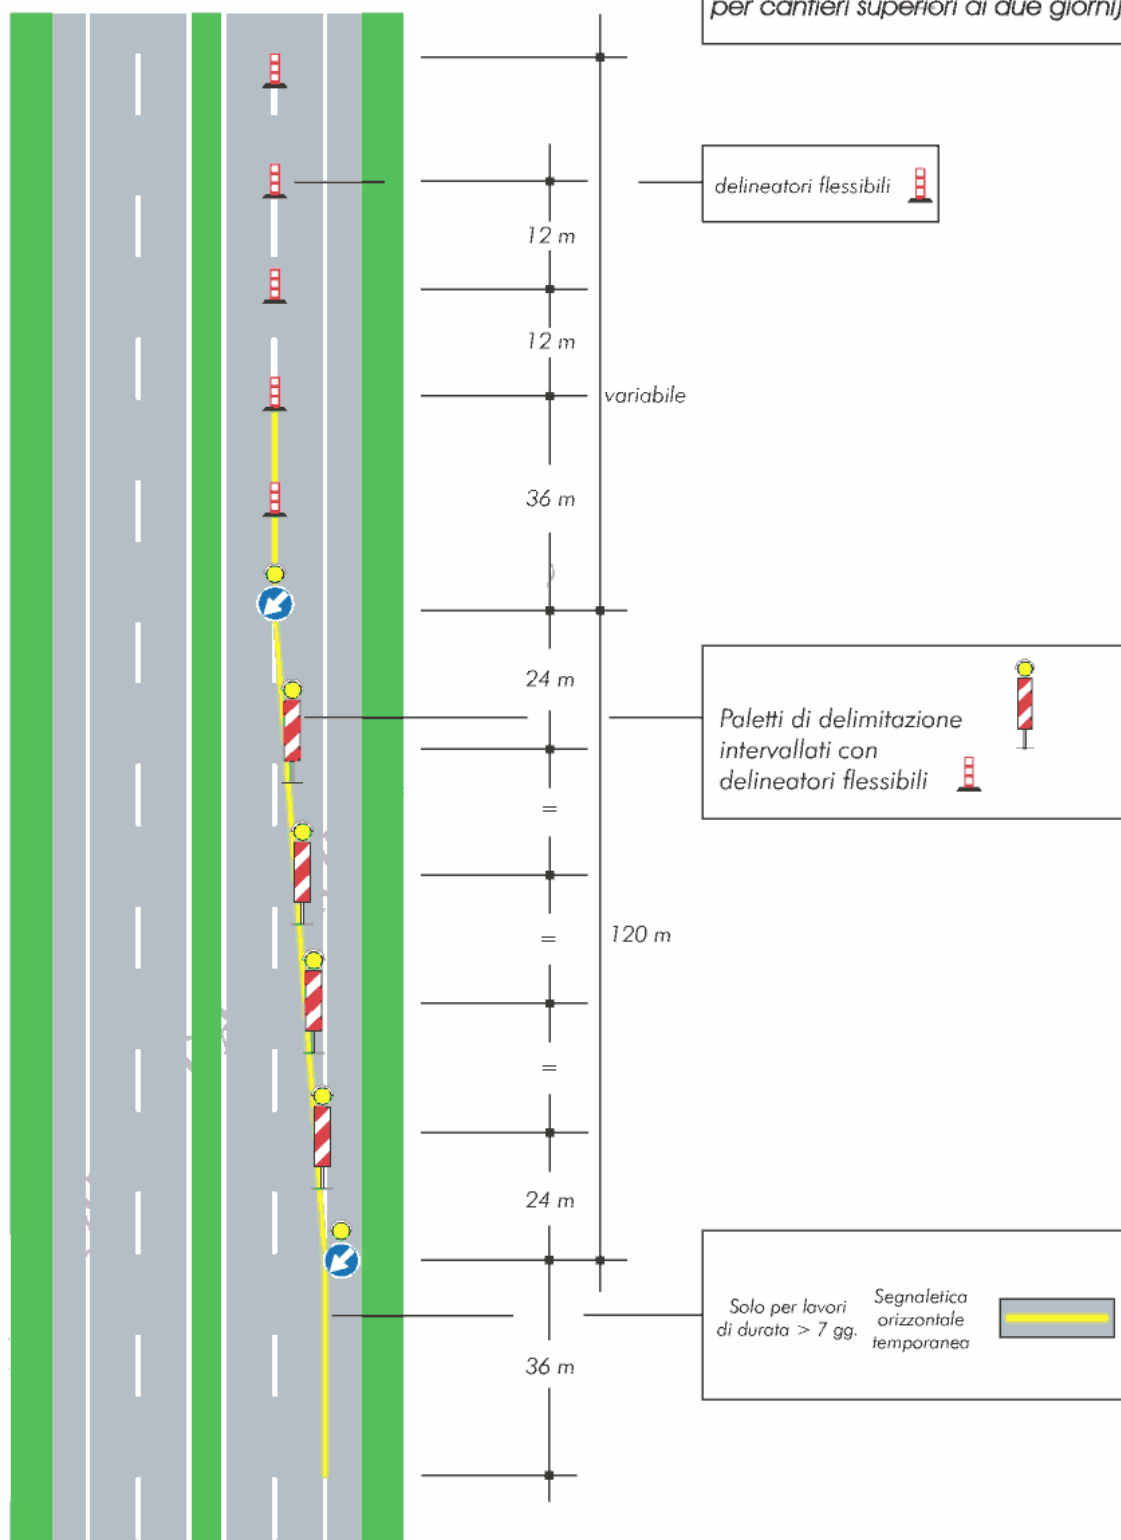 per cantieri superiori ai due giorni)
delineatori flessibili
12 m
12 m
variabile
36 m
24 m
Paletti di delimitazione
intervallati con
delineatori flessibili
=
=
120 m
=
24 m
Solo per lavori
di durata > 7 gg.
Segnaletica
orizzontale
temporanea
36 m